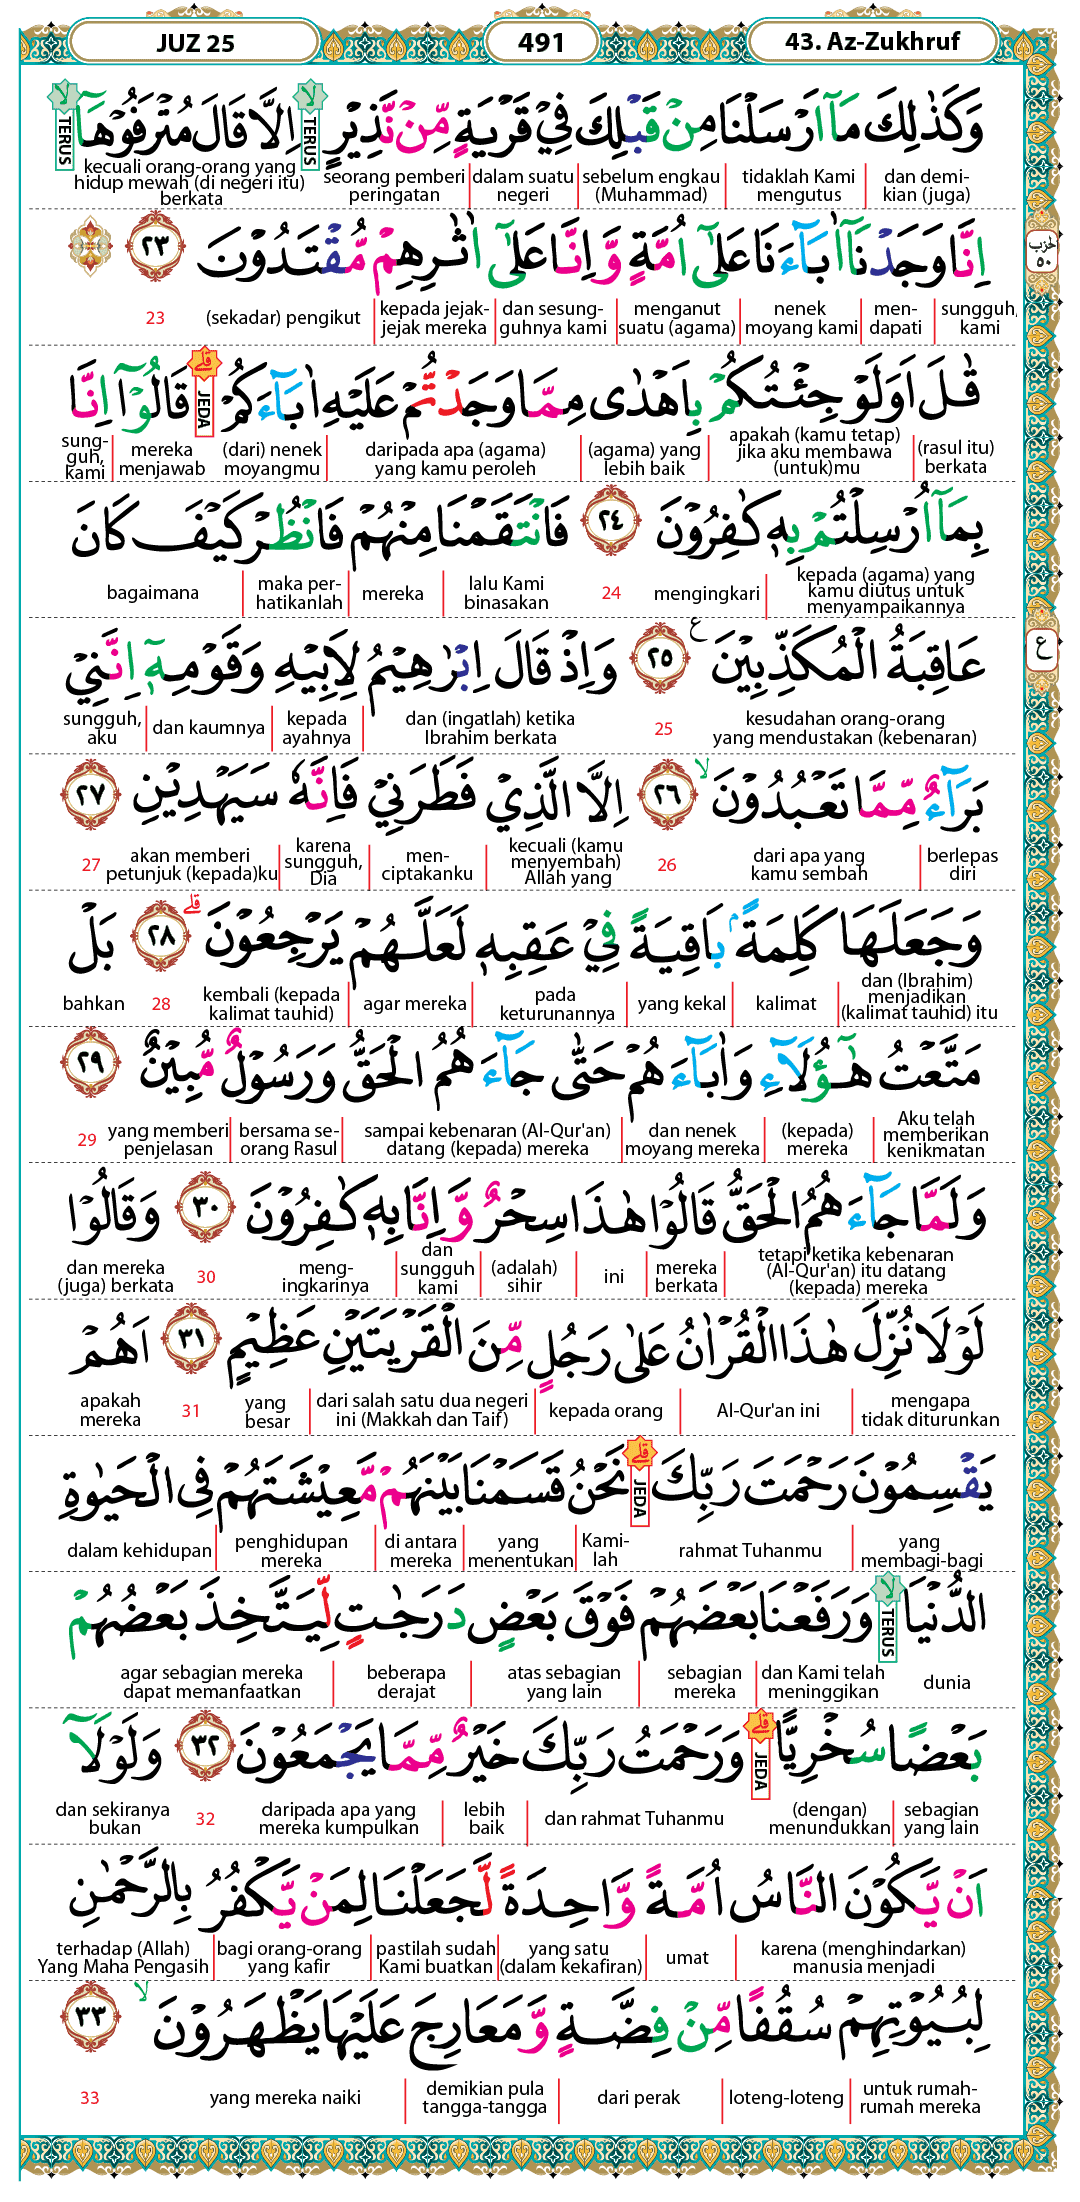 JUZ 25
491
43. Az-Zukhruf
وَكَذٰلِكَ مَآ اَرْسَلْنَا مِنْ قَبْلِكَ فِيْ قَرْيَةٍ مِّنْ نَّذِيْرٍ اِلَّا قَالَ مُتْرَفُوْهَآ
لا TERUS لا TERUS
dan demi-kian (juga) | tidaklah Kami mengutus | sebelum engkau (Muhammad) | dalam suatu negeri | seorang pemberi peringatan | kecuali orang-orang yang hidup mewah (di negeri itu) berkata
اِنَّا وَجَدْنَآ اٰبَاۤءَنَا عَلٰٓى اُمَّةٍ وَّاِنَّا عَلٰٓى اٰثٰرِهِمْ مُّقْتَدُوْنَ ٢٣
الحزب ٥٠
sungguh, kami | men-dapati | nenek moyang kami | menganut suatu (agama) | dan sesung-guhnya kami | kepada jejak-jejak mereka | (sekadar) pengikut 23
قٰلَ اَوَلَوْ جِئْتُكُمْ بِاَهْدٰى مِمَّا وَجَدْتُّمْ عَلَيْهِ اٰبَاۤءَكُمْ قَالُوْٓا اِنَّا
قلے JEDA
(rasul itu) berkata | apakah (kamu tetap) jika aku membawa (untuk)mu | (agama) yang lebih baik | daripada apa (agama) yang kamu peroleh | (dari) nenek moyangmu | mereka menjawab | sung-guh, kami
بِمَآ اُرْسِلْتُمْ بِهٖ كٰفِرُوْنَ ٢٤ فَانْتَقَمْنَا مِنْهُمْ فَانْظُرْ كَيْفَ كَانَ
kepada (agama) yang kamu diutus untuk menyampaikannya | mengingkari 24 lalu Kami binasakan | mereka | maka per-hatikanlah | bagaimana
عَاقِبَةُ الْمُكَذِّبِيْنَ ࣖ ٢٥ وَاِذْ قَالَ اِبْرٰهِيْمُ لِاَبِيْهِ وَقَوْمِهٖٓ اِنَّنِيْ
ع
kesudahan orang-orang yang mendustakan (kebenaran) 25 dan (ingatlah) ketika Ibrahim berkata | kepada ayahnya | dan kaumnya | sungguh, aku
بَرَاۤءٌ مِّمَّا تَعْبُدُوْنَۙ ٢٦ اِلَّا الَّذِيْ فَطَرَنِيْ فَاِنَّهٗ سَيَهْدِيْنِ ٢٧
berlepas diri | dari apa yang kamu sembah 26 kecuali (kamu menyembah) Allah yang | men-ciptakanku | karena sungguh, Dia | akan memberi petunjuk (kepada)ku 27
وَجَعَلَهَا كَلِمَةً ۢ بَاقِيَةً فِيْ عَقِبِهٖ لَعَلَّهُمْ يَرْجِعُوْنَۗ ٢٨ بَلْ
dan (Ibrahim) menjadikan (kalimat tauhid) itu | kalimat | yang kekal | pada keturunannya | agar mereka | kembali (kepada kalimat tauhid) 28 bahkan
مَتَّعْتُ هٰٓؤُلَاۤءِ وَاٰبَاۤءَهُمْ حَتّٰى جَاۤءَهُمُ الْحَقُّ وَرَسُوْلٌ مُّبِيْنٌ ٢٩
Aku telah memberikan kenikmatan | (kepada) mereka | dan nenek moyang mereka | sampai kebenaran (Al-Qur'an) datang (kepada) mereka | bersama se-orang Rasul | yang memberi penjelasan 29
وَلَمَّا جَاۤءَهُمُ الْحَقُّ قَالُوْا هٰذَا سِحْرٌ وَّاِنَّا بِهٖ كٰفِرُوْنَ ٣٠ وَقَالُوْا
tetapi ketika kebenaran (Al-Qur'an) itu datang (kepada) mereka | mereka berkata | ini | (adalah) sihir | dan sungguh kami | meng-ingkarinya 30 dan mereka (juga) berkata
لَوْلَا نُزِّلَ هٰذَا الْقُرْاٰنُ عَلٰى رَجُلٍ مِّنَ الْقَرْيَتَيْنِ عَظِيْمٍ ٣١ اَهُمْ
mengapa tidak diturunkan | Al-Qur'an ini | kepada orang | dari salah satu dua negeri ini (Makkah dan Taif) | yang besar 31 apakah mereka
يَقْسِمُوْنَ رَحْمَتَ رَبِّكَ نَحْنُ قَسَمْنَا بَيْنَهُمْ مَّعِيْشَتَهُمْ فِى الْحَيٰوةِ
قلے JEDA
yang membagi-bagi | rahmat Tuhanmu Kami-lah | yang menentukan | di antara mereka | penghidupan mereka | dalam kehidupan
الدُّنْيَا وَرَفَعْنَا بَعْضَهُمْ فَوْقَ بَعْضٍ دَرَجٰتٍ لِّيَتَّخِذَ بَعْضُهُمْ
لا TERUS
dunia dan Kami telah meninggikan | sebagian mereka | atas sebagian yang lain | beberapa derajat | agar sebagian mereka dapat memanfaatkan
بَعْضًا سُخْرِيًّا وَرَحْمَتُ رَبِّكَ خَيْرٌ مِّمَّا يَجْمَعُوْنَ ٣٢ وَلَوْلَآ
قلے JEDA
sebagian yang lain | (dengan) menundukkan dan rahmat Tuhanmu | lebih baik | daripada apa yang mereka kumpulkan 32 dan sekiranya bukan
اَنْ يَّكُوْنَ النَّاسُ اُمَّةً وَّاحِدَةً لَّجَعَلْنَا لِمَنْ يَّكْفُرُ بِالرَّحْمٰنِ
karena (menghindarkan) manusia menjadi | umat | yang satu (dalam kekafiran) | pastilah sudah Kami buatkan | bagi orang-orang yang kafir | terhadap (Allah) Yang Maha Pengasih
لِبُيُوْتِهِمْ سُقُفًا مِّنْ فِضَّةٍ وَّمَعَارِجَ عَلَيْهَا يَظْهَرُوْنَۙ ٣٣
untuk rumah-rumah mereka | loteng-loteng | dari perak | demikian pula tangga-tangga | yang mereka naiki 33